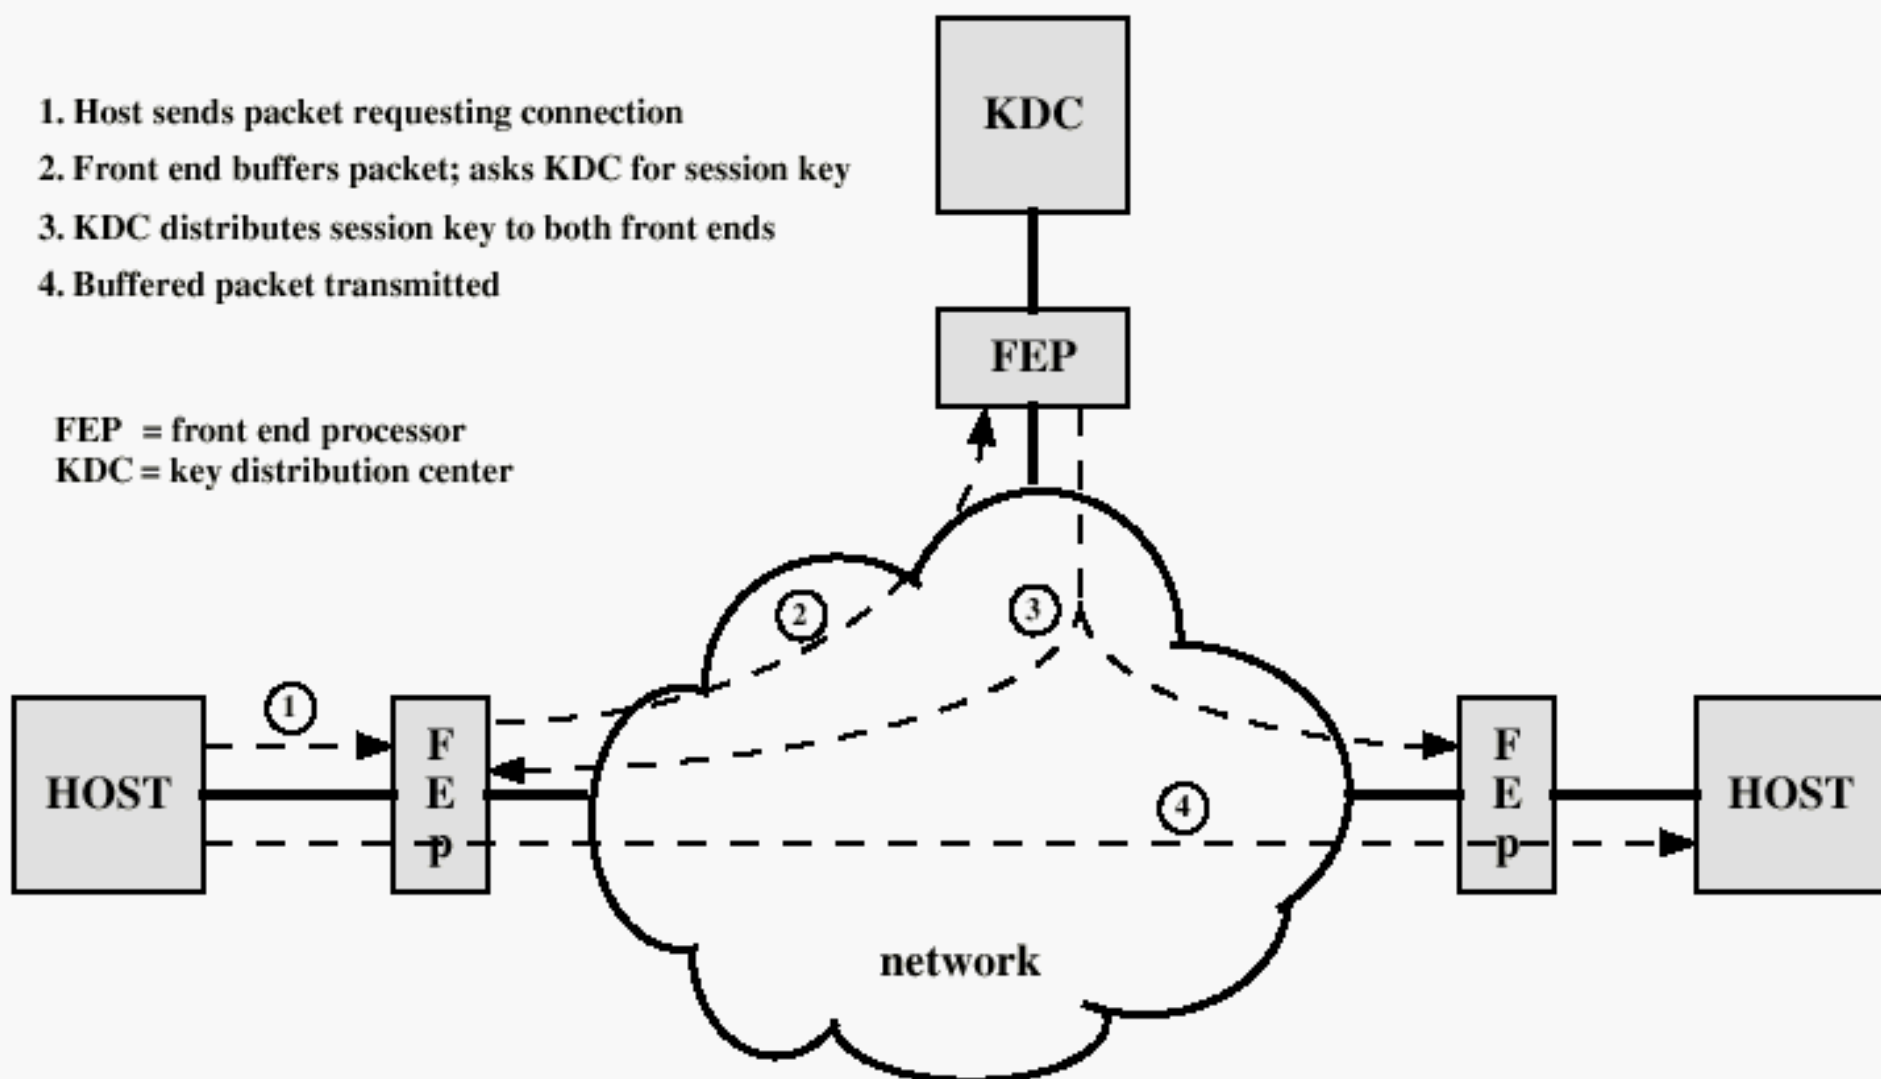 KDC
1. Host sends packet requesting connection
2. Front end buffers packet; asks KDC for session key
3. KDC distributes session key to both front ends
4. Buffered packet transmitted
FEP
FEP = front end processor
KDC = key distribution center
2
3
1
HOST
F
E
p
4
F
E
p
HOST
network